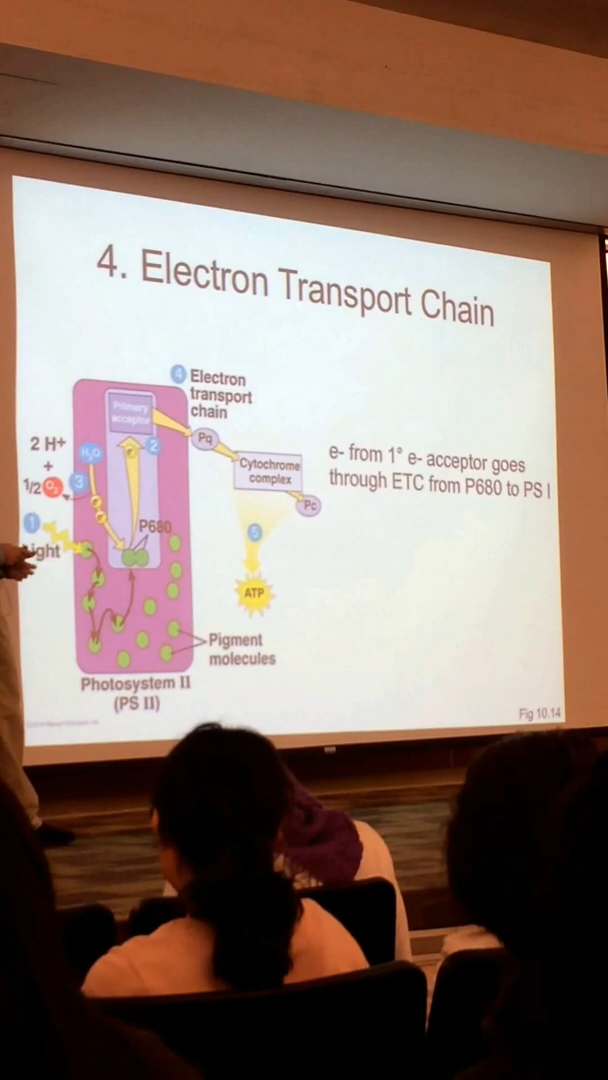 4. Electron Transport Chain
4 Electron
transport
chain
Primary
acceptor
Pq
2 H+
+
1/2 O₂
H₂O
e-
2
3
Cytochrome
complex
e- from 1° e- acceptor goes
through ETC from P680 to PS I
Pc
1
P680
5
ight
ATP
Pigment
molecules
Photosystem II
(PS II)
Fig 10.14